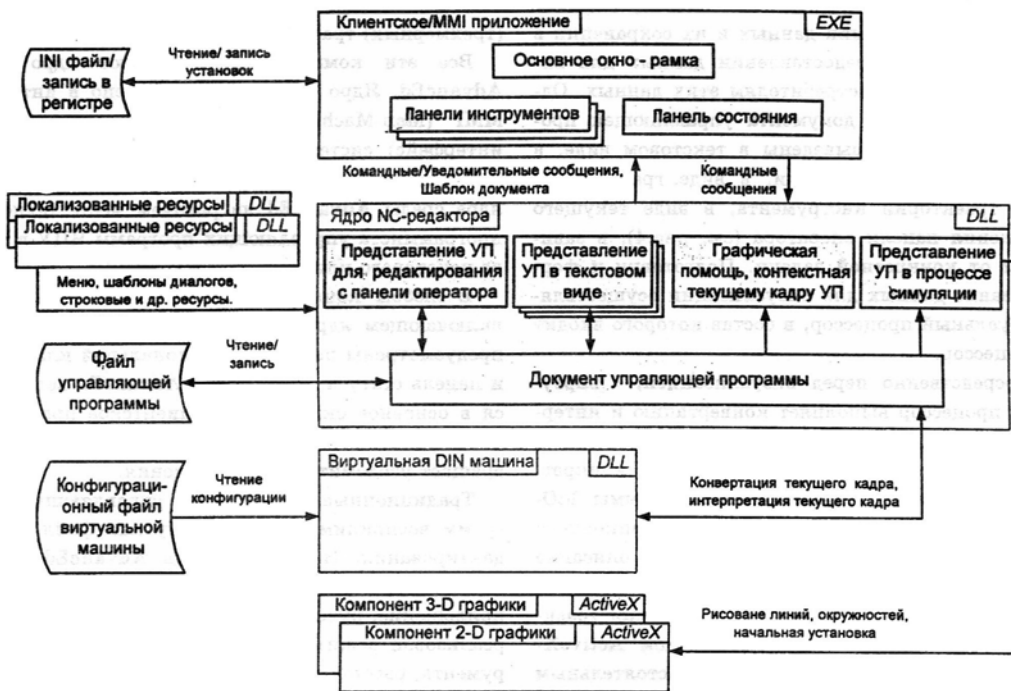 Клиентское/MMI приложение
EXE
INI файл/
запись в
регистре
Чтение/ запись
установок
Основное окно - рамка
Панели инструментов
Панель состояния
Командные/Уведомительные сообщения,
Шаблон документа
Командные
сообщения
Локализованные ресурсы
DLL
Локализованные ресурсы
DLL
Меню, шаблоны диалогов,
строковые и др. ресурсы.
Ядро NC-редактора
DLL
Представление УП
для редактирования
с панели оператора
Представление
УП в текстовом
виде
Графическая
помощь, контекстная
текущему кадру УП
Представление
УП в процессе
симуляции
Файл
управляющей
программы
Чтение/
запись
Документ упраяющей программы
Конфигураци-
онный файл
виртуальной
машины
Чтение
конфигурации
Виртуальная DIN машина
DLL
Конвертация текущего кадра,
интерпретация текущего кадра
Компонент 3-D графики
ActiveX
Компонент 2-D графики
ActiveX
Рисоване линий, окружностей,
начальная установка